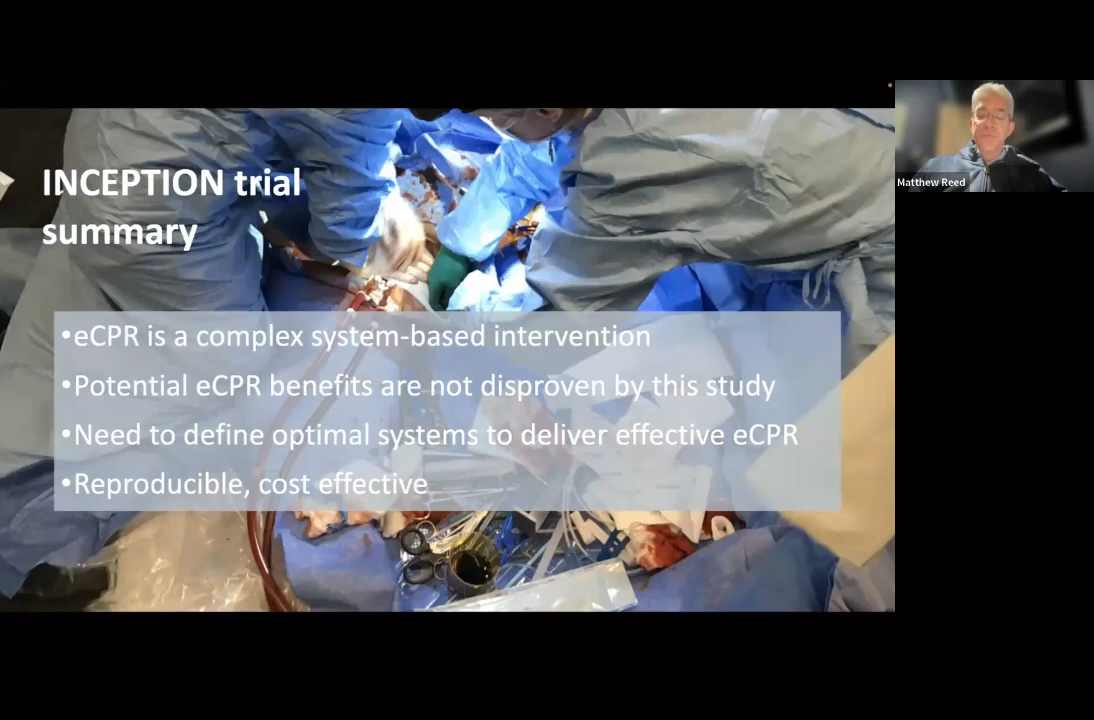 INCEPTION trial
summary
•eCPR is a complex system-based intervention
•Potential eCPR benefits are not disproven by this study
•Need to define optimal systems to deliver effective eCPR
•Reproducible, cost effective
Matthew Reed